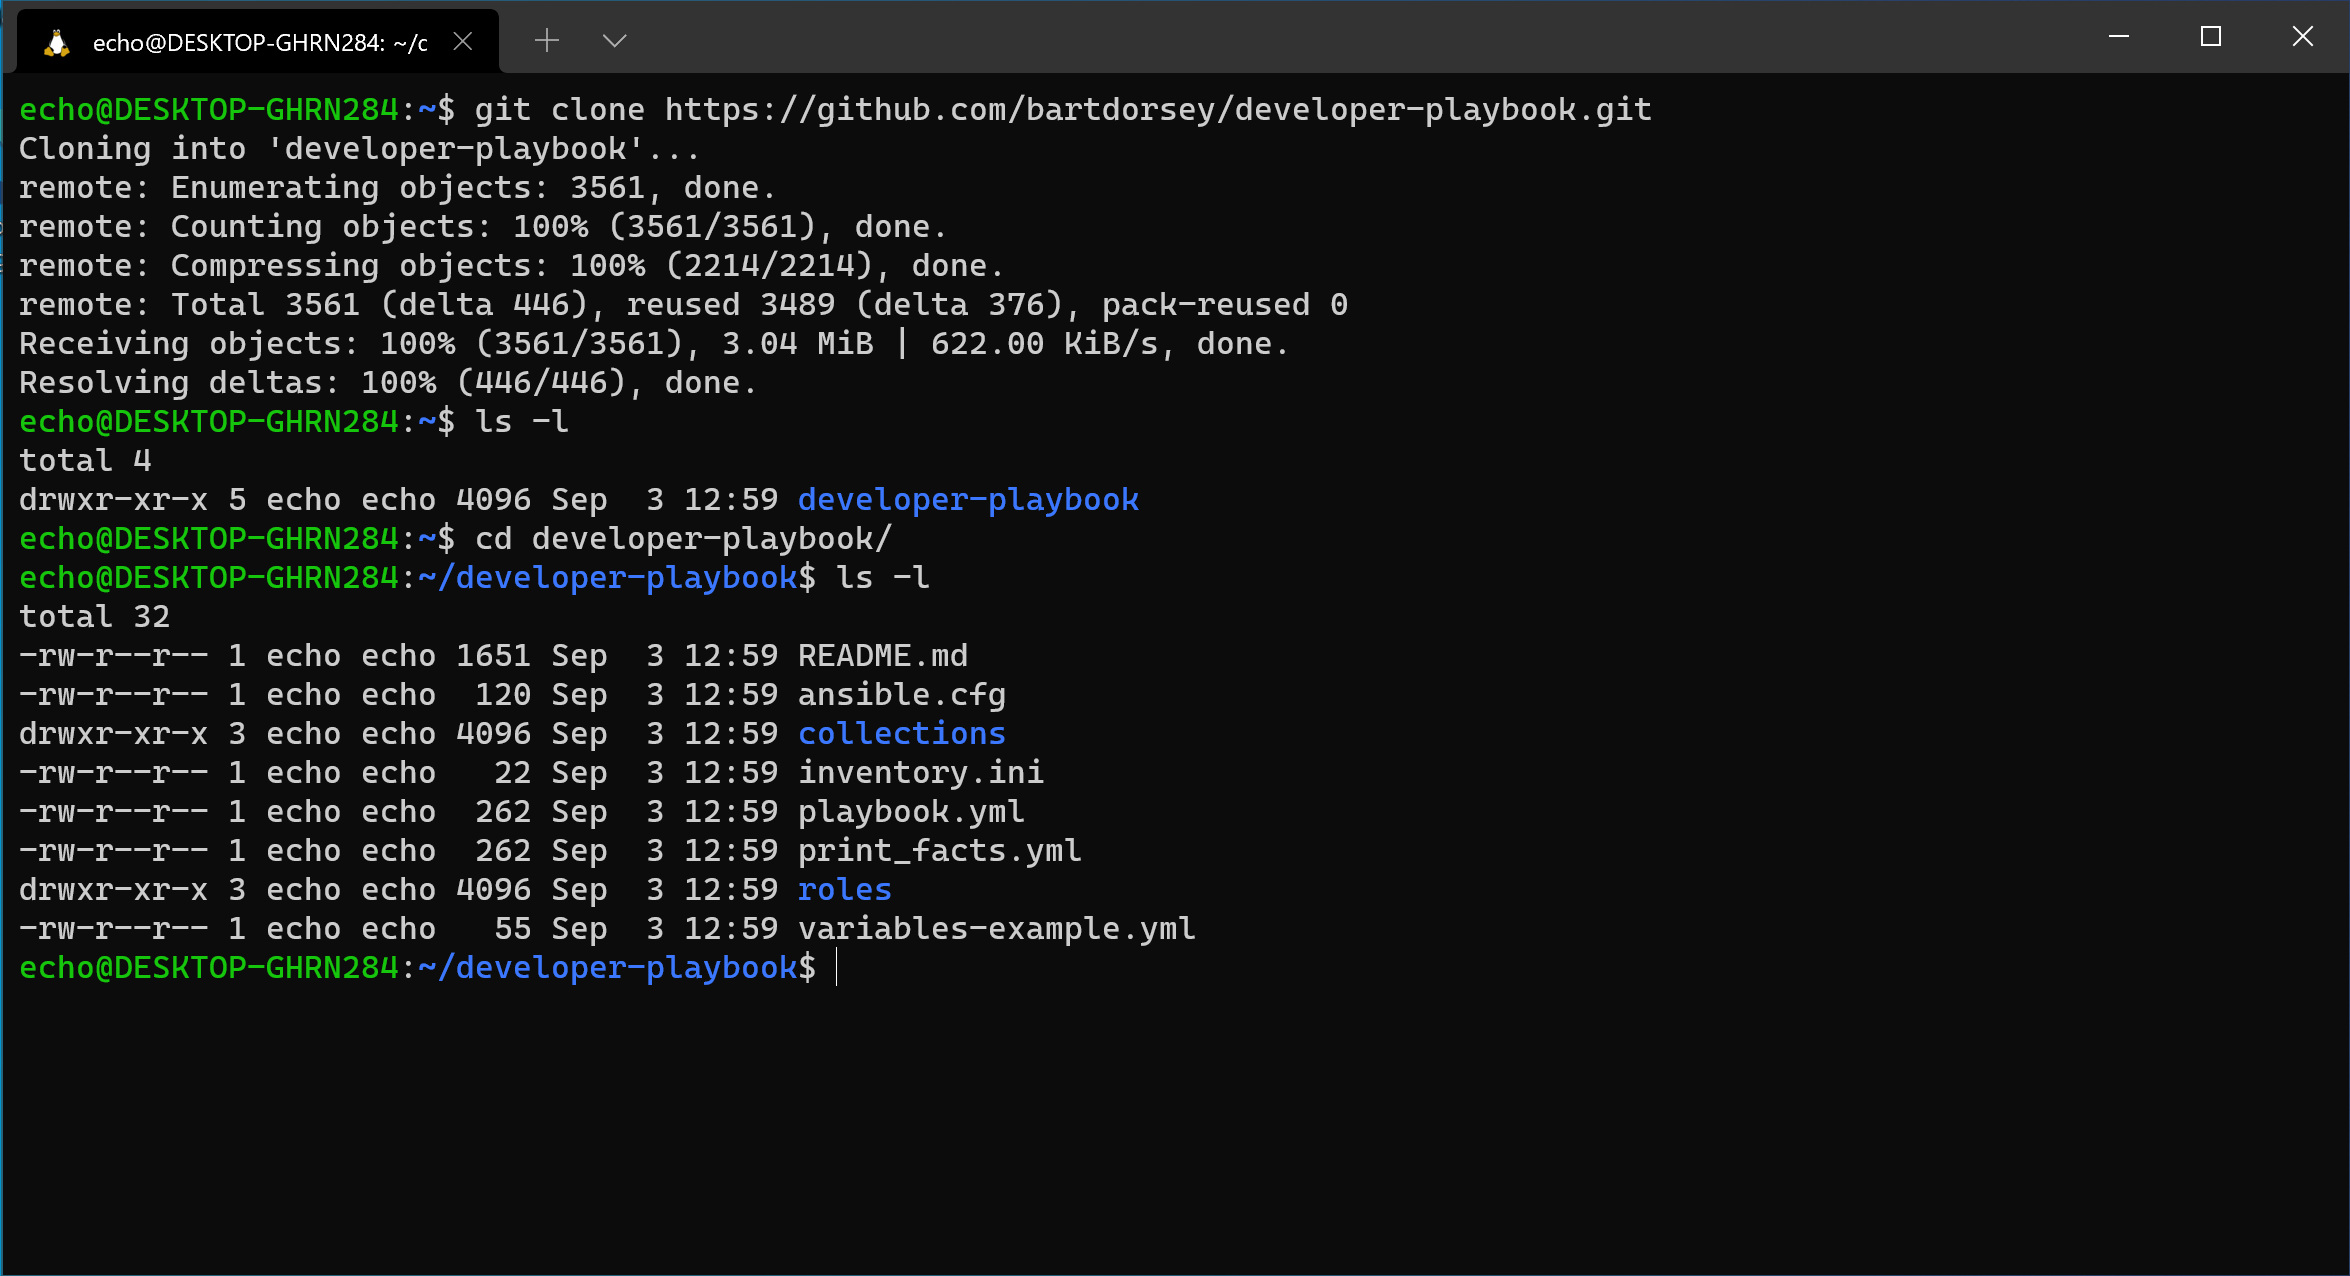 echo@DESKTOP-GHRN284: ~/c
echo@DESKTOP-GHRN284:~$ git clone https://github.com/bartdorsey/developer-playbook.git
Cloning into 'developer-playbook'...
remote: Enumerating objects: 3561, done.
remote: Counting objects: 100% (3561/3561), done.
remote: Compressing objects: 100% (2214/2214), done.
remote: Total 3561 (delta 446), reused 3489 (delta 376), pack-reused 0
Receiving objects: 100% (3561/3561), 3.04 MiB | 622.00 KiB/s, done.
Resolving deltas: 100% (446/446), done.
echo@DESKTOP-GHRN284:~$ ls -l
total 4
drwxr-xr-x 5 echo echo 4096 Sep  3 12:59 developer-playbook
echo@DESKTOP-GHRN284:~$ cd developer-playbook/
echo@DESKTOP-GHRN284:~/developer-playbook$ ls -l
total 32
-rw-r--r-- 1 echo echo 1651 Sep  3 12:59 README.md
-rw-r--r-- 1 echo echo  120 Sep  3 12:59 ansible.cfg
drwxr-xr-x 3 echo echo 4096 Sep  3 12:59 collections
-rw-r--r-- 1 echo echo   22 Sep  3 12:59 inventory.ini
-rw-r--r-- 1 echo echo  262 Sep  3 12:59 playbook.yml
-rw-r--r-- 1 echo echo  262 Sep  3 12:59 print_facts.yml
drwxr-xr-x 3 echo echo 4096 Sep  3 12:59 roles
-rw-r--r-- 1 echo echo   55 Sep  3 12:59 variables-example.yml
echo@DESKTOP-GHRN284:~/developer-playbook$